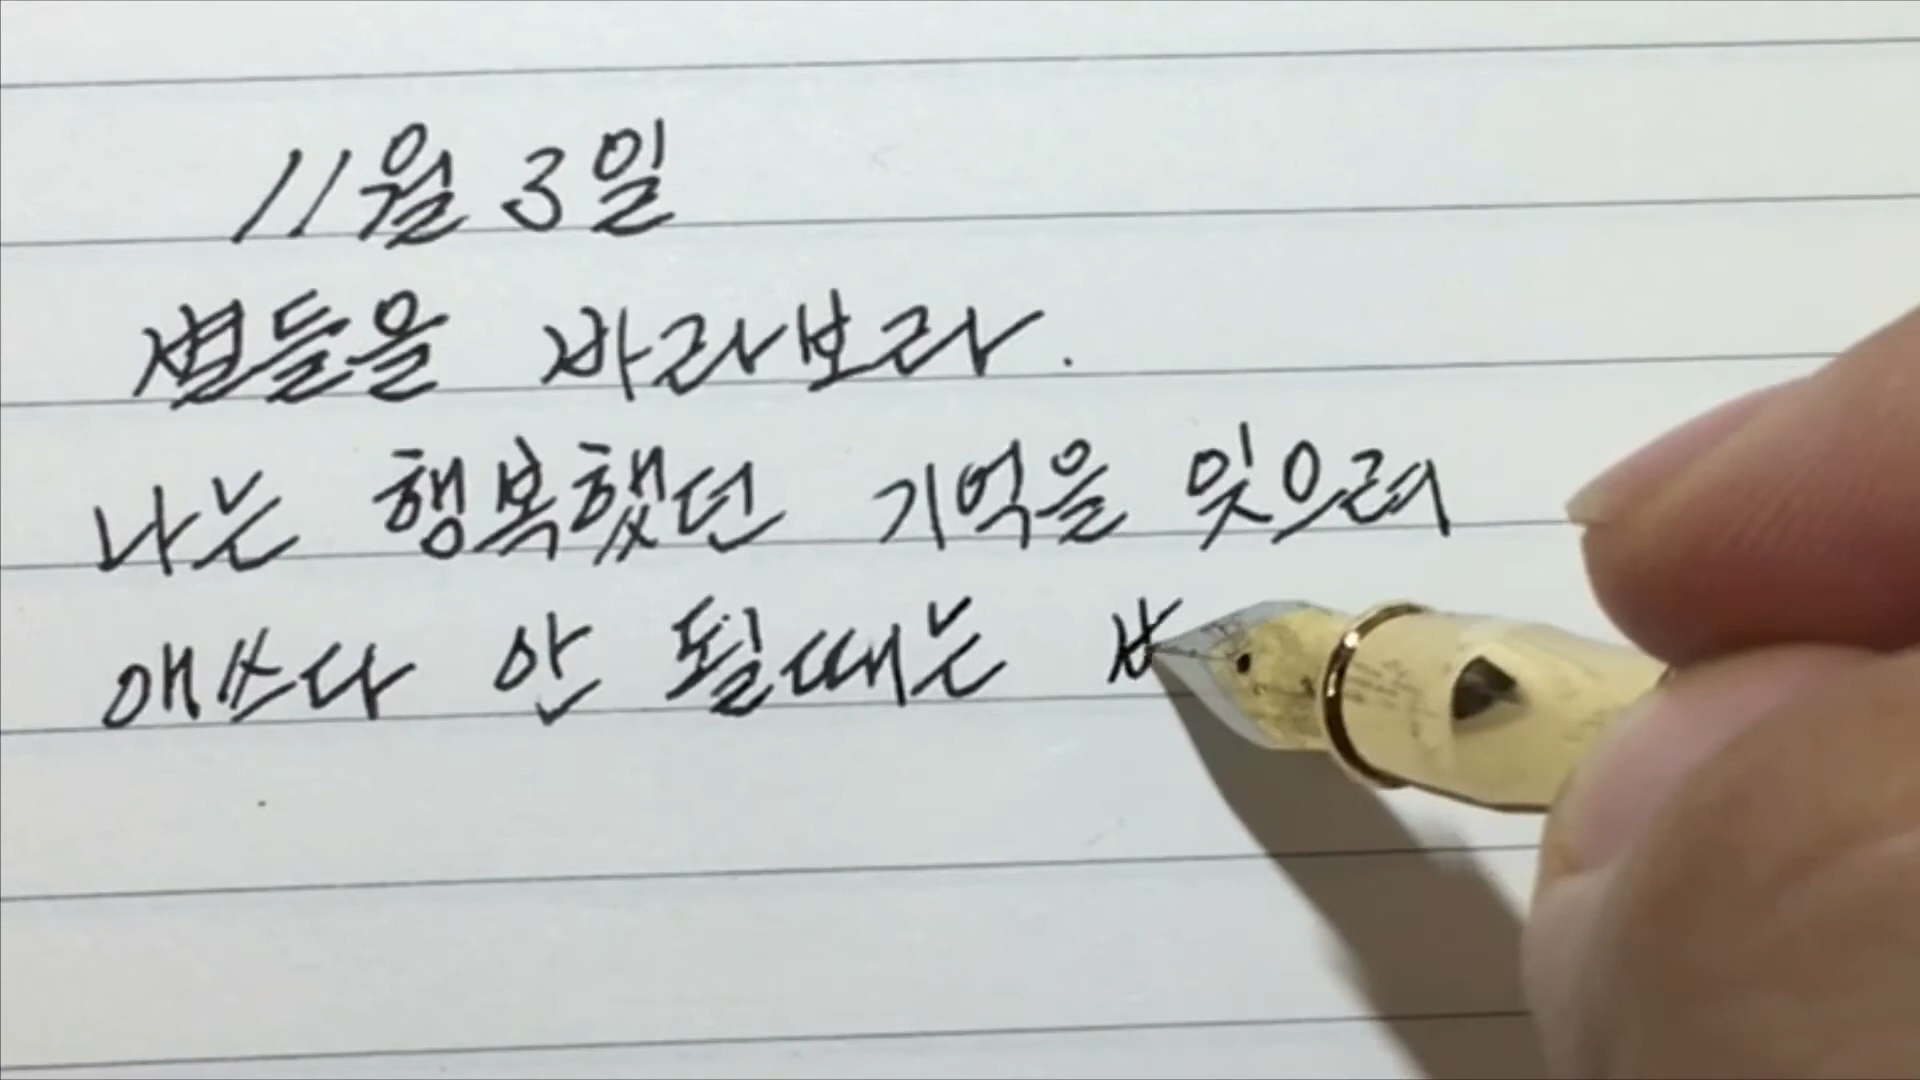 11월 3일
별들을 바라보라.
나는 행복했던 기억을 잊으려
애쓰다 안 될때는